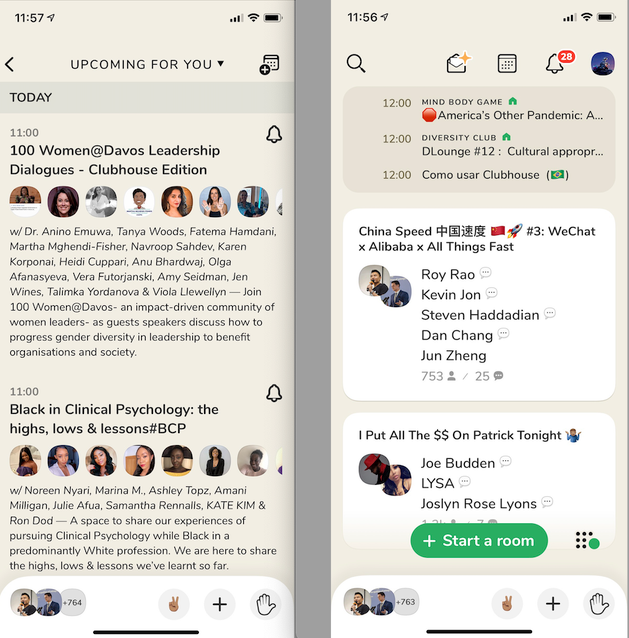 11:57
UPCOMING FOR YOU ▼
TODAY
11:00
100 Women@Davos Leadership
Dialogues - Clubhouse Edition
w/ Dr. Anino Emuwa, Tanya Woods, Fatema Hamdani,
Martha Mghendi-Fisher, Navroop Sahdev, Karen
Korponai, Heidi Cuppari, Anu Bhardwaj, Olga
Afanasyeva, Vera Futorjanski, Amy Seidman, Jen
Wines, Talimka Yordanova & Viola Llewellyn — Join
100 Women@Davos- an impact-driven community of
women leaders- as guests speakers discuss how to
progress gender diversity in leadership to benefit
organisations and society.
11:00
Black in Clinical Psychology: the
highs, lows & lessons#BCP
w/ Noreen Nyari, Marina M., Ashley Topz, Amani
Milligan, Julie Afua, Samantha Rennalls, KATE KIM &
Ron Dod — A space to share our experiences of
pursuing Clinical Psychology while Black in a
predominantly White profession. We are here to share
the highs, lows & lessons we've learnt so far.
+764
11:56
28
12:00 MIND BODY GAME
🛑America's Other Pandemic: A...
12:00 DIVERSITY CLUB
DLounge #12 : Cultural appropr...
12:00 Como usar Clubhouse (🇧🇷)
China Speed 中国速度 🇨🇳🚀 #3: WeChat
x Alibaba x All Things Fast
Roy Rao
Kevin Jon
Steven Haddadian
Dan Chang
Jun Zheng
753 / 25
I Put All The $$ On Patrick Tonight 🤷🏽‍♂️
Joe Budden
LYSA
Joslyn Rose Lyons
+ Start a room
+763